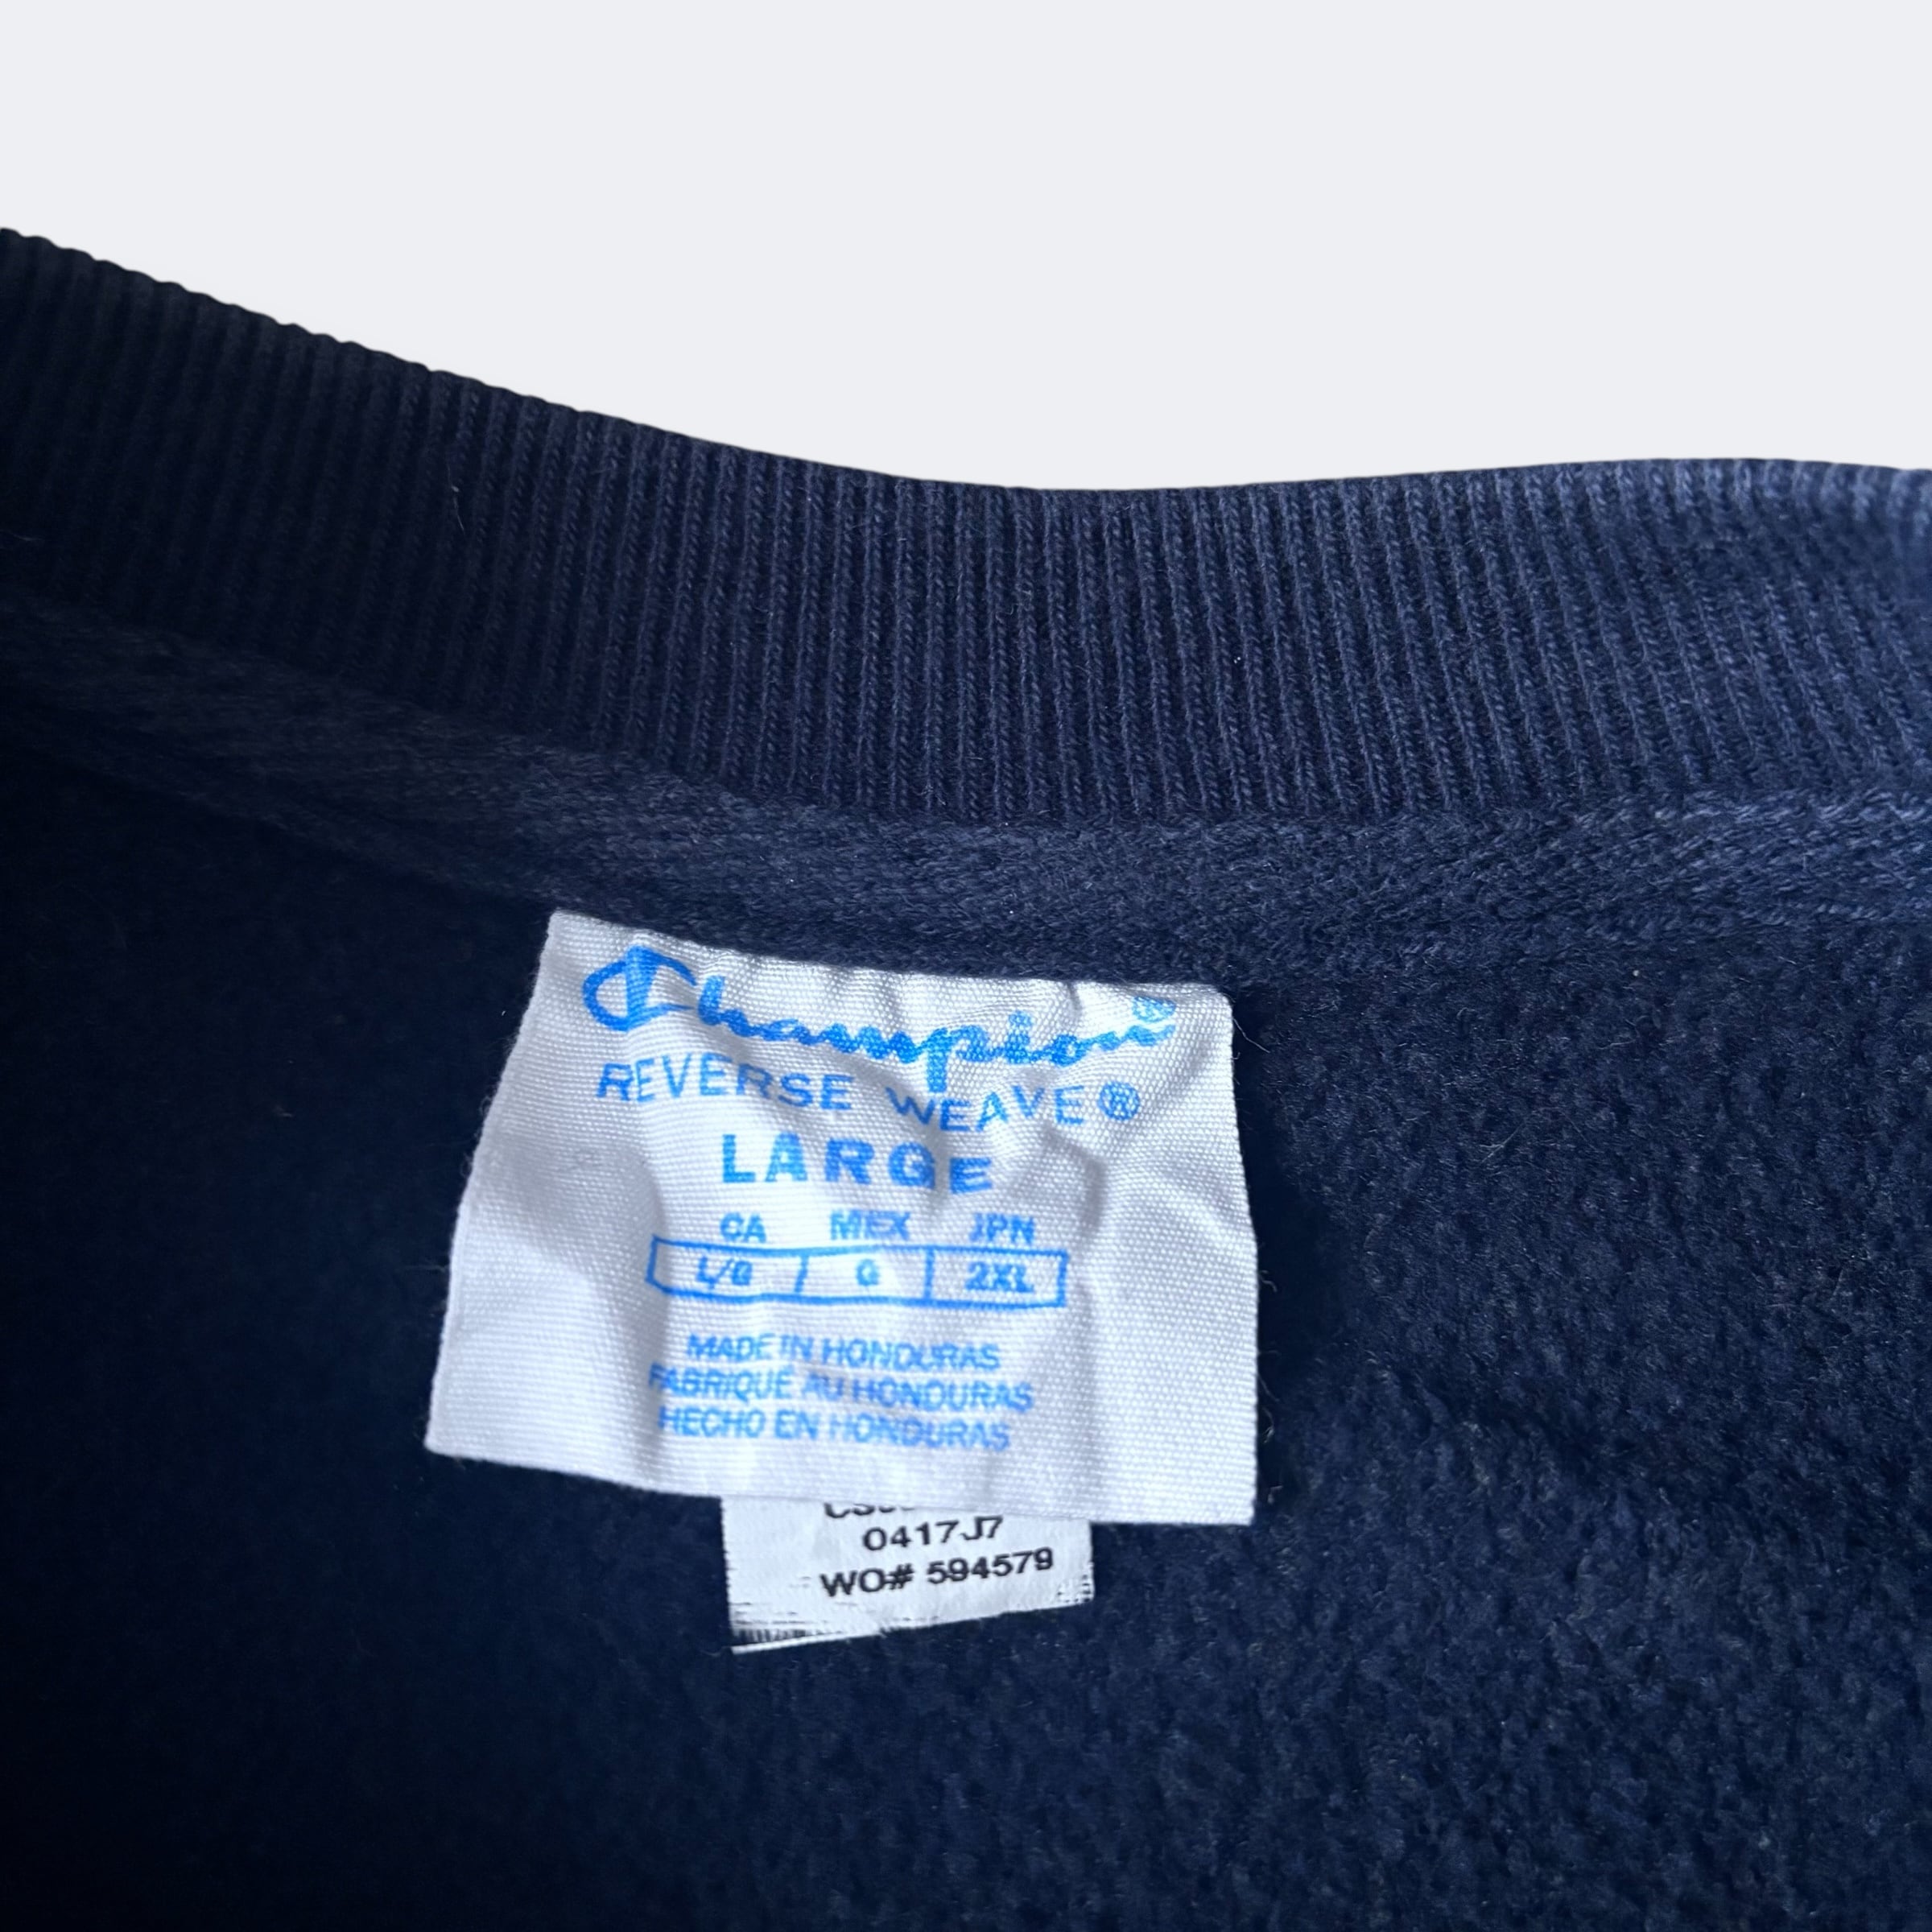 Champion®
REVERSE WEAVE®
LARGE
CA MEX JPN
L/G G 2XL
MADE IN HONDURAS
FABRIQUÉ AU HONDURAS
HECHO EN HONDURAS
0417J7
WO# 594579